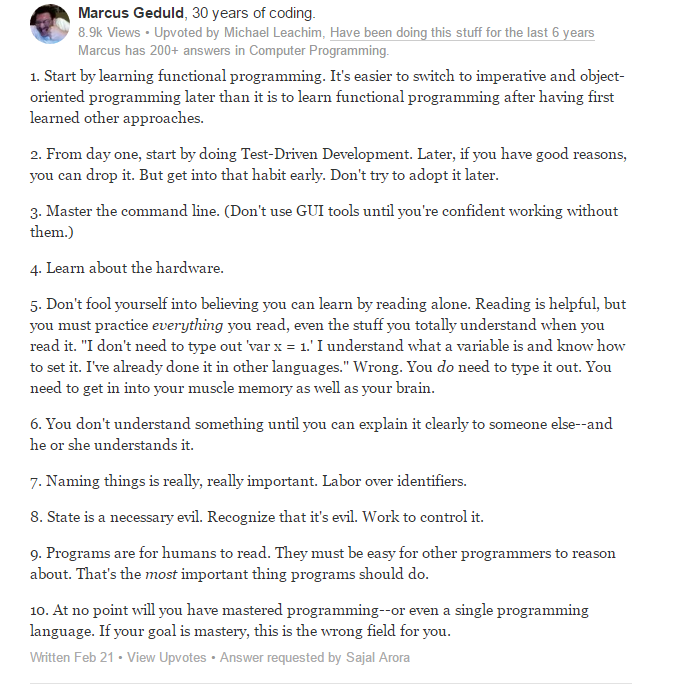 Marcus Geduld, 30 years of coding.
8.9k Views • Upvoted by Michael Leachim, Have been doing this stuff for the last 6 years
Marcus has 200+ answers in Computer Programming.
1. Start by learning functional programming. It's easier to switch to imperative and object-
oriented programming later than it is to learn functional programming after having first
learned other approaches.
2. From day one, start by doing Test-Driven Development. Later, if you have good reasons,
you can drop it. But get into that habit early. Don't try to adopt it later.
3. Master the command line. (Don't use GUI tools until you're confident working without
them.)
4. Learn about the hardware.
5. Don't fool yourself into believing you can learn by reading alone. Reading is helpful, but
you must practice everything you read, even the stuff you totally understand when you
read it. "I don't need to type out 'var x = 1.' I understand what a variable is and know how
to set it. I've already done it in other languages." Wrong. You do need to type it out. You
need to get in into your muscle memory as well as your brain.
6. You don't understand something until you can explain it clearly to someone else--and
he or she understands it.
7. Naming things is really, really important. Labor over identifiers.
8. State is a necessary evil. Recognize that it's evil. Work to control it.
9. Programs are for humans to read. They must be easy for other programmers to reason
about. That's the most important thing programs should do.
10. At no point will you have mastered programming--or even a single programming
language. If your goal is mastery, this is the wrong field for you.
Written Feb 21 • View Upvotes • Answer requested by Sajal Arora